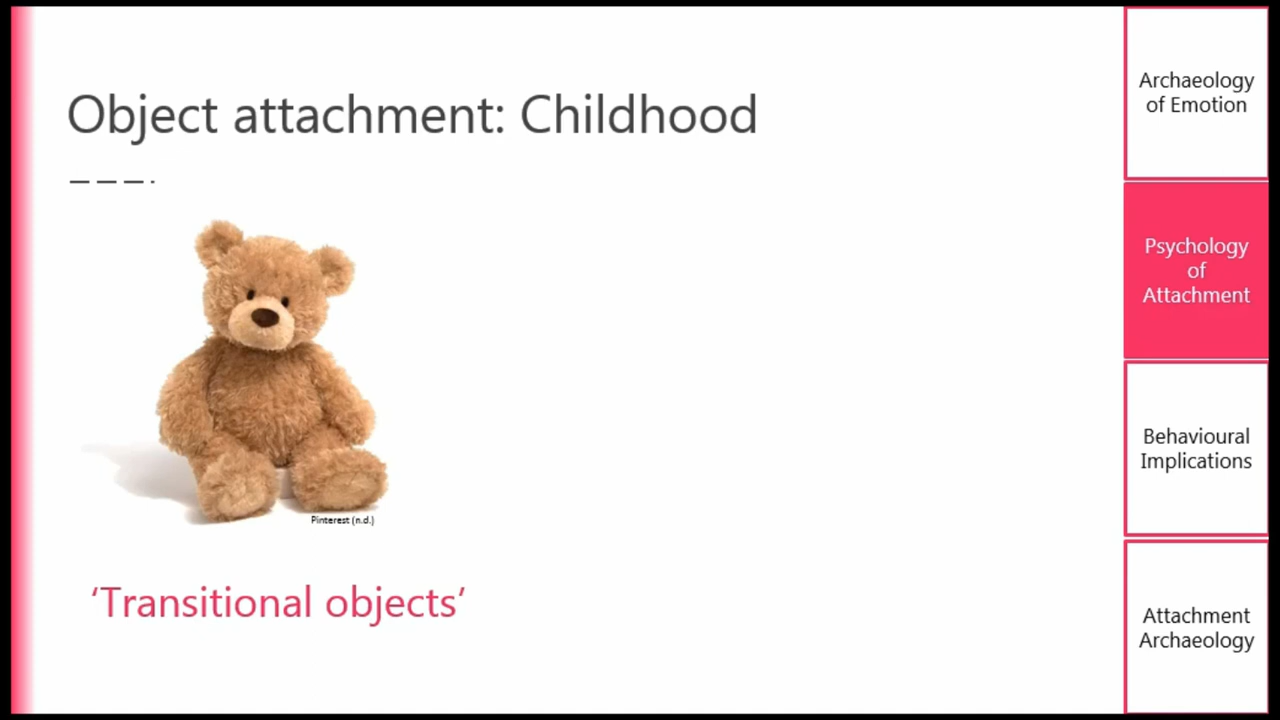 Object attachment: Childhood
Pinterest (n.d.)
‘Transitional objects’
Archaeology
of Emotion
Psychology
of
Attachment
Behavioural
Implications
Attachment
Archaeology